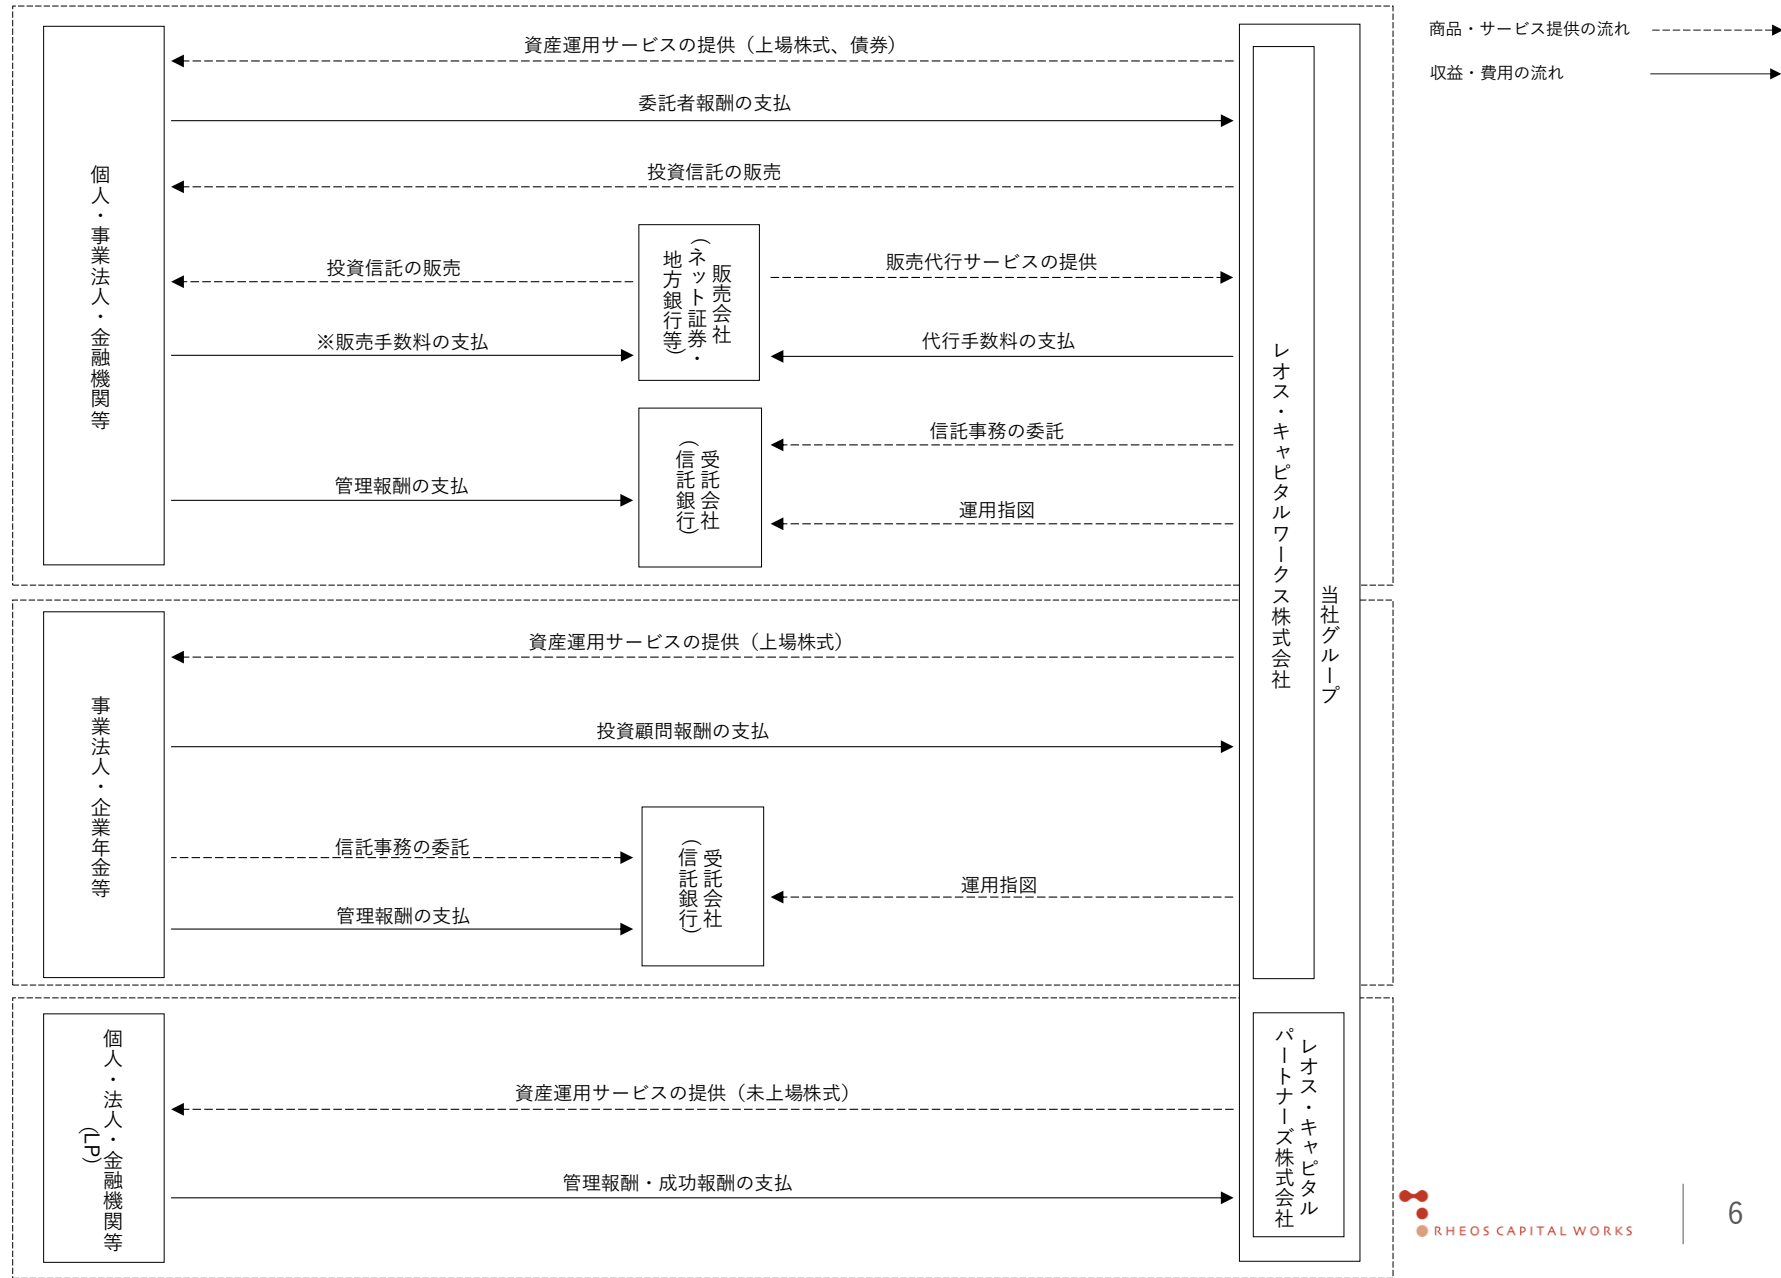 商品・サービス提供の流れ
収益・費用の流れ
資産運用サービスの提供（上場株式、債券）
委託者報酬の支払
投資信託の販売
個人・事業法人・金融機関等
投資信託の販売
※販売手数料の支払
販売会社
（ネット証券・
地方銀行等）
販売代行サービスの提供
代行手数料の支払
管理報酬の支払
受託会社
（信託銀行）
信託事務の委託
運用指図
レオス・キャピタルワークス株式会社
当社グループ
資産運用サービスの提供（上場株式）
投資顧問報酬の支払
事業法人・企業年金等
信託事務の委託
管理報酬の支払
受託会社
（信託銀行）
運用指図
個人・法人・金融機関等
(LP)
資産運用サービスの提供（未上場株式）
管理報酬・成功報酬の支払
レオス・キャピタル
パートナーズ株式会社
RHEOS CAPITAL WORKS
6